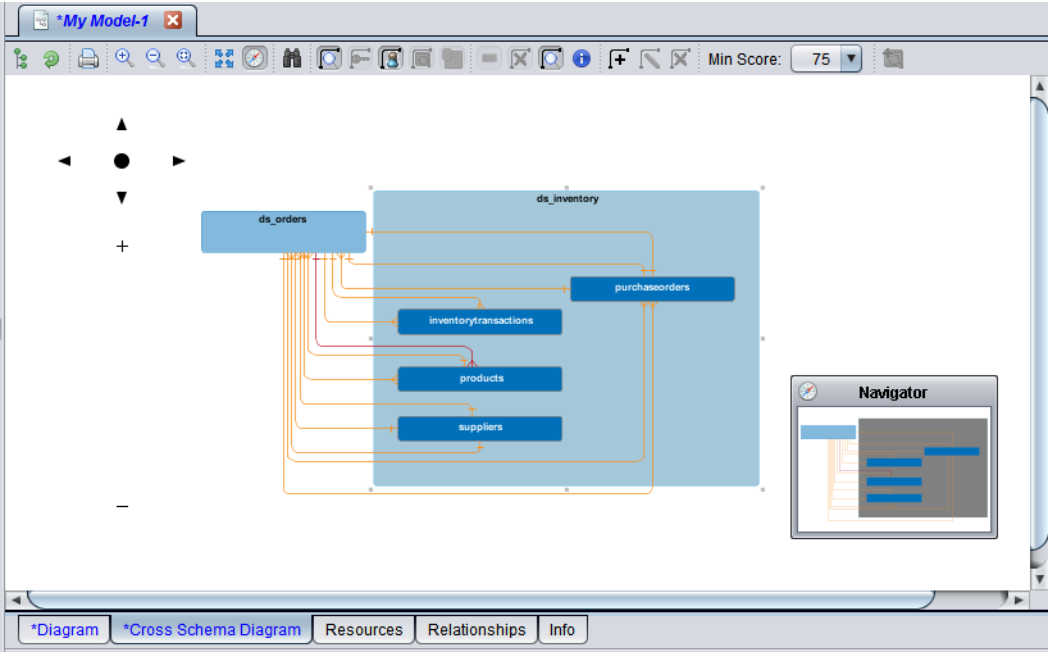 *My Model-1
Min Score: 75
ds_inventory
ds_orders
purchaseorders
inventorytransactions
products
suppliers
Navigator
*Diagram *Cross Schema Diagram Resources Relationships Info